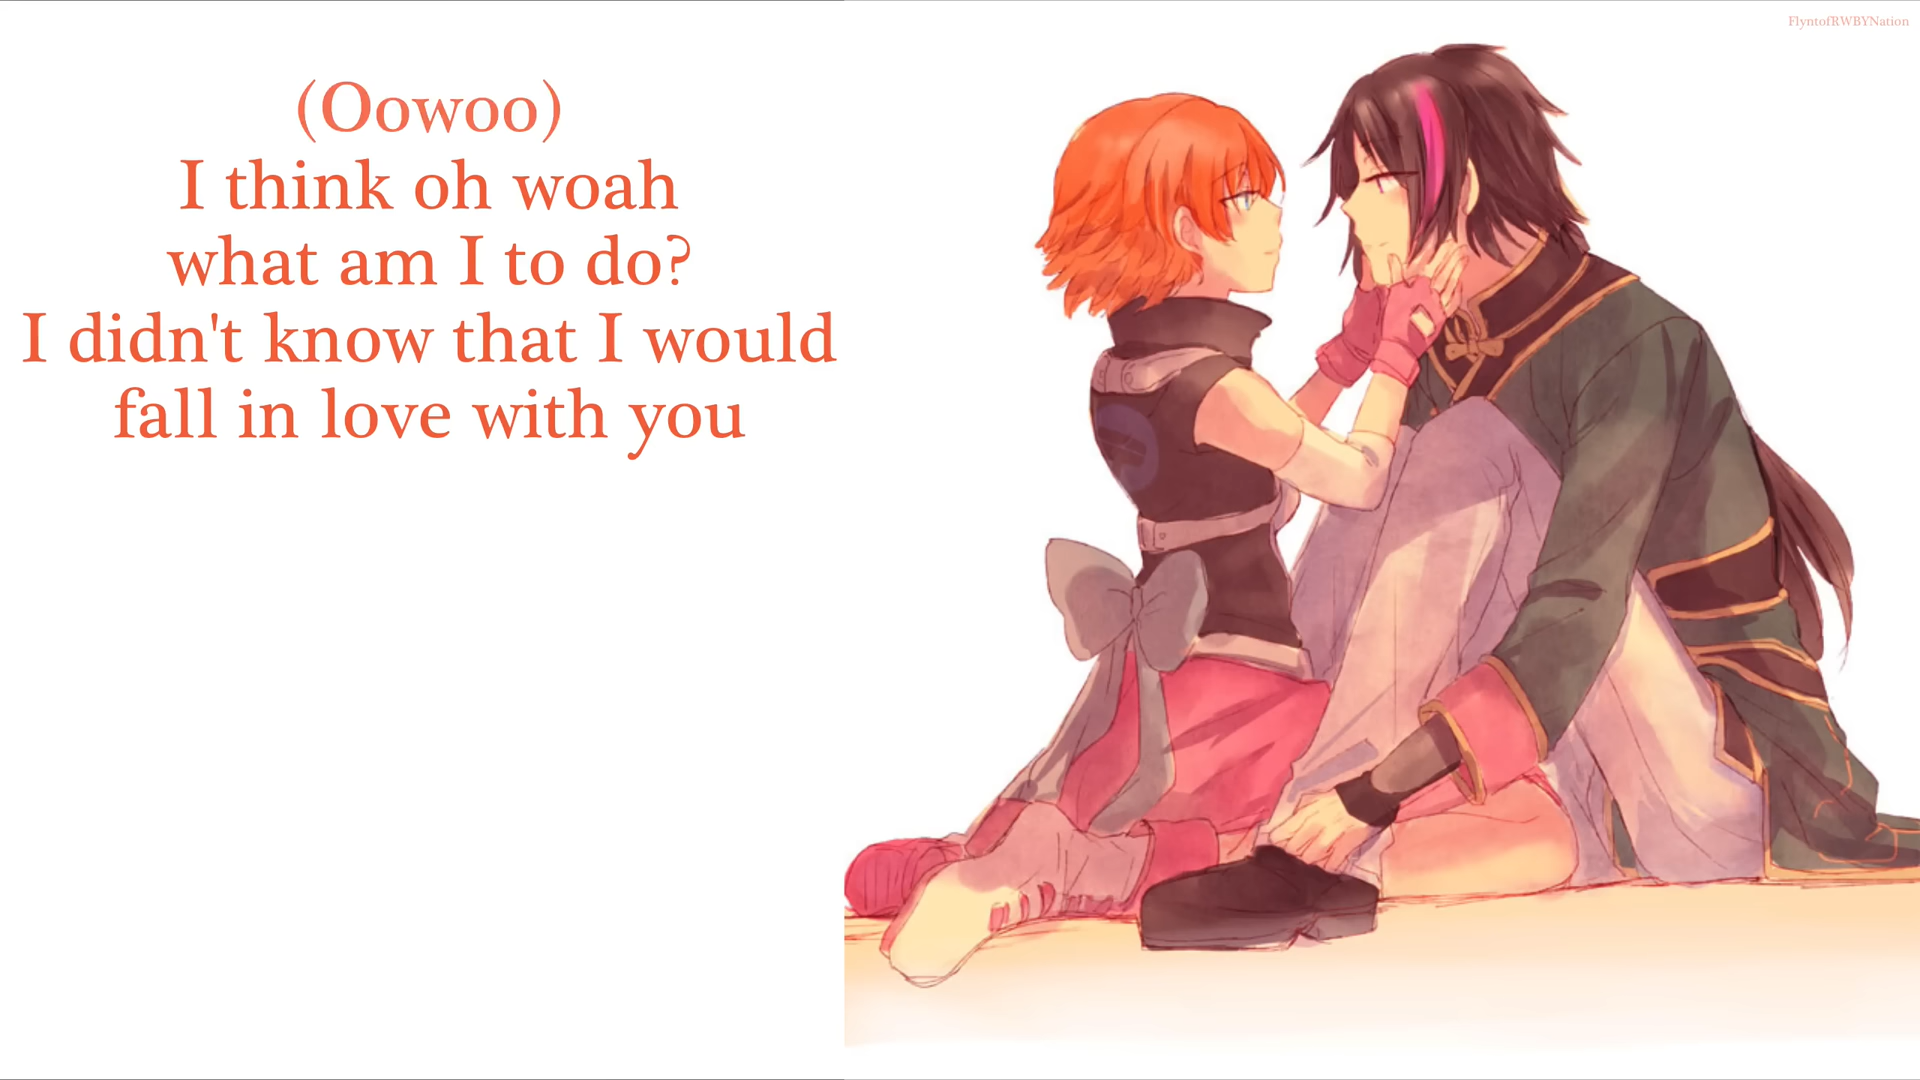 FlyntofRWBYNation
(Oowoo)
I think oh woah
what am I to do?
I didn't know that I would
fall in love with you